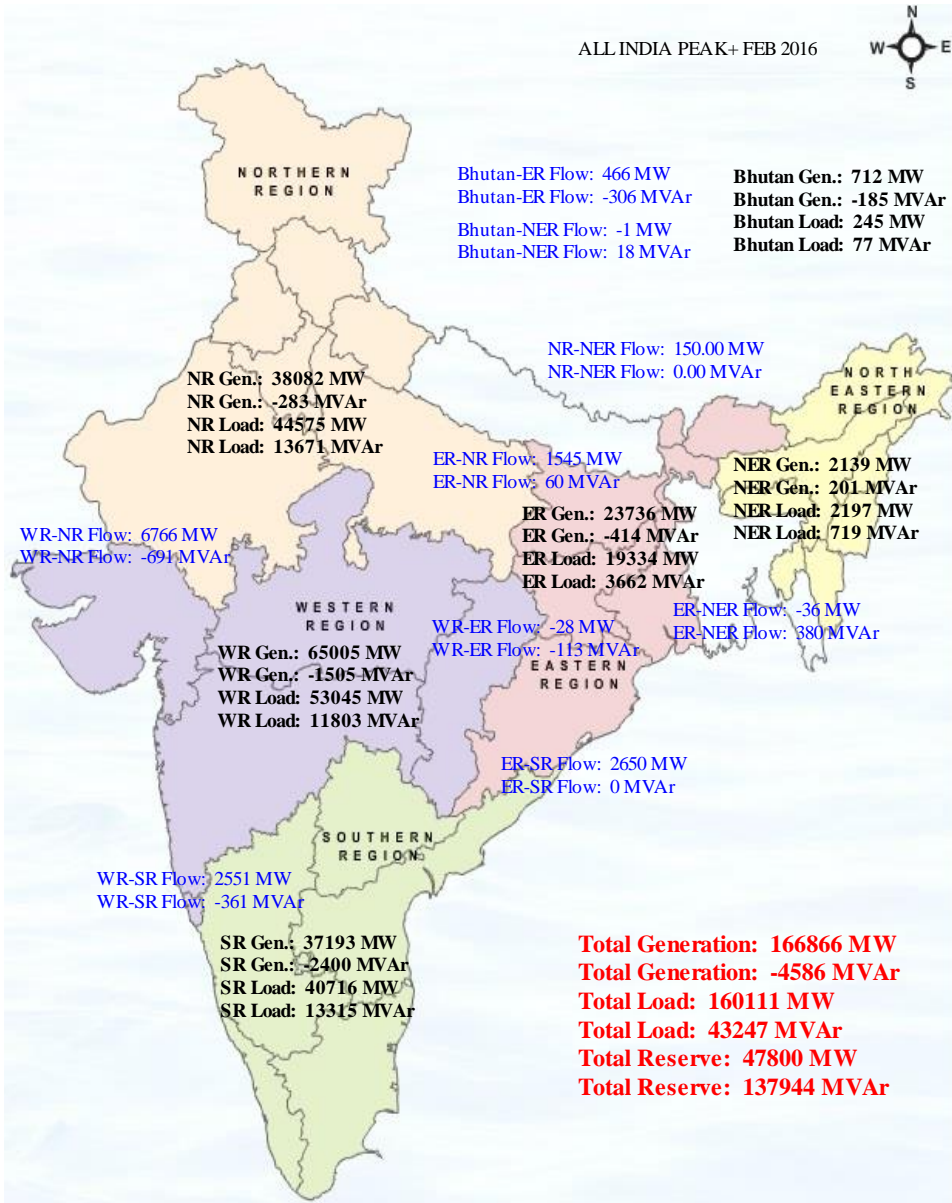 N
ALL INDIA PEAK+ FEB 2016
W
E
S
NORTHERN
REGION
Bhutan-ER Flow: 466 MW
Bhutan-ER Flow: -306 MVAr
Bhutan-NER Flow: -1 MW
Bhutan-NER Flow: 18 MVAr
Bhutan Gen.: 712 MW
Bhutan Gen.: -185 MVAr
Bhutan Load: 245 MW
Bhutan Load: 77 MVAr
NR-NER Flow: 150.00 MW
NR-NER Flow: 0.00 MVAr
NORTH
EASTERN
REGION
NR Gen.: 38082 MW
NR Gen.: -283 MVAr
NR Load: 44575 MW
NR Load: 13671 MVAr
ER-NR Flow: 1545 MW
ER-NR Flow: 60 MVAr
NER Gen.: 2139 MW
NER Gen.: 201 MVAr
NER Load: 2197 MW
NER Load: 719 MVAr
ER Gen.: 23736 MW
ER Gen.: -414 MVAr
ER Load: 19334 MW
ER Load: 3662 MVAr
WR-NR Flow: 6766 MW
WR-NR Flow: -691 MVAr
WESTERN
REGION
WR-ER Flow: -28 MW
WR-ER Flow: -113 MVAr
ER-NER Flow: -36 MW
ER-NER Flow: 380 MVAr
EASTERN
REGION
WR Gen.: 65005 MW
WR Gen.: -1505 MVAr
WR Load: 53045 MW
WR Load: 11803 MVAr
ER-SR Flow: 2650 MW
ER-SR Flow: 0 MVAr
SOUTHERN
REGION
WR-SR Flow: 2551 MW
WR-SR Flow: -361 MVAr
SR Gen.: 37193 MW
SR Gen.: -2400 MVAr
SR Load: 40716 MW
SR Load: 13315 MVAr
Total Generation: 166866 MW
Total Generation: -4586 MVAr
Total Load: 160111 MW
Total Load: 43247 MVAr
Total Reserve: 47800 MW
Total Reserve: 137944 MVAr